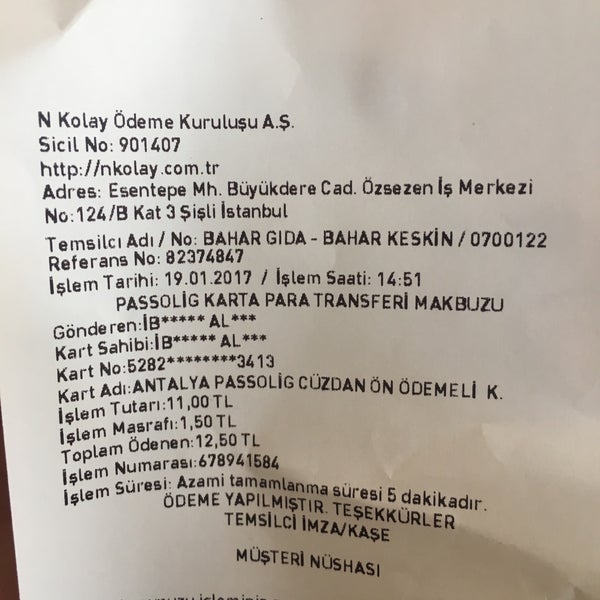 N Kolay Ödeme Kuruluşu A.Ş.
Sicil No: 901407
http://nkolay.com.tr
Adres: Esentepe Mh. Büyükdere Cad. Özsezen İş Merkezi
No:124/B Kat 3 Şişli İstanbul
Temsilci Adı / No: BAHAR GIDA - BAHAR KESKİN / 0700122
Referans No: 82374847
İşlem Tarihi: 19.01.2017 / İşlem Saati: 14:51
PASSOLİG KARTA PARA TRANSFERİ MAKBUZU
Gönderen:İB***** AL***
Kart Sahibi:İB***** AL***
Kart No:5282********3413
Kart Adı:ANTALYA PASSOLİG CÜZDAN ÖN ÖDEMELİ K.
İşlem Tutarı:11,00 TL
İşlem Masrafı:1,50 TL
Toplam Ödenen:12,50 TL
İşlem Numarası:678941584
İşlem Süresi: Azami tamamlanma süresi 5 dakikadır.
ÖDEME YAPILMIŞTIR. TEŞEKKÜRLER
TEMSİLCİ İMZA/KAŞE
MÜŞTERİ NÜSHASI